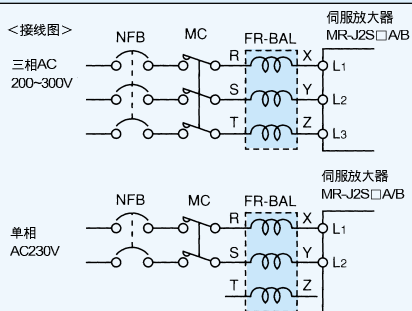 <接线图>
伺服放大器
MR-J2S□A/B
NFB MC FR-BAL
三相AC
200~300V
R X L1
S Y L2
T Z L3
伺服放大器
MR-J2S□A/B
NFB MC FR-BAL
单相
AC230V
R X L1
S Y L2
T Z